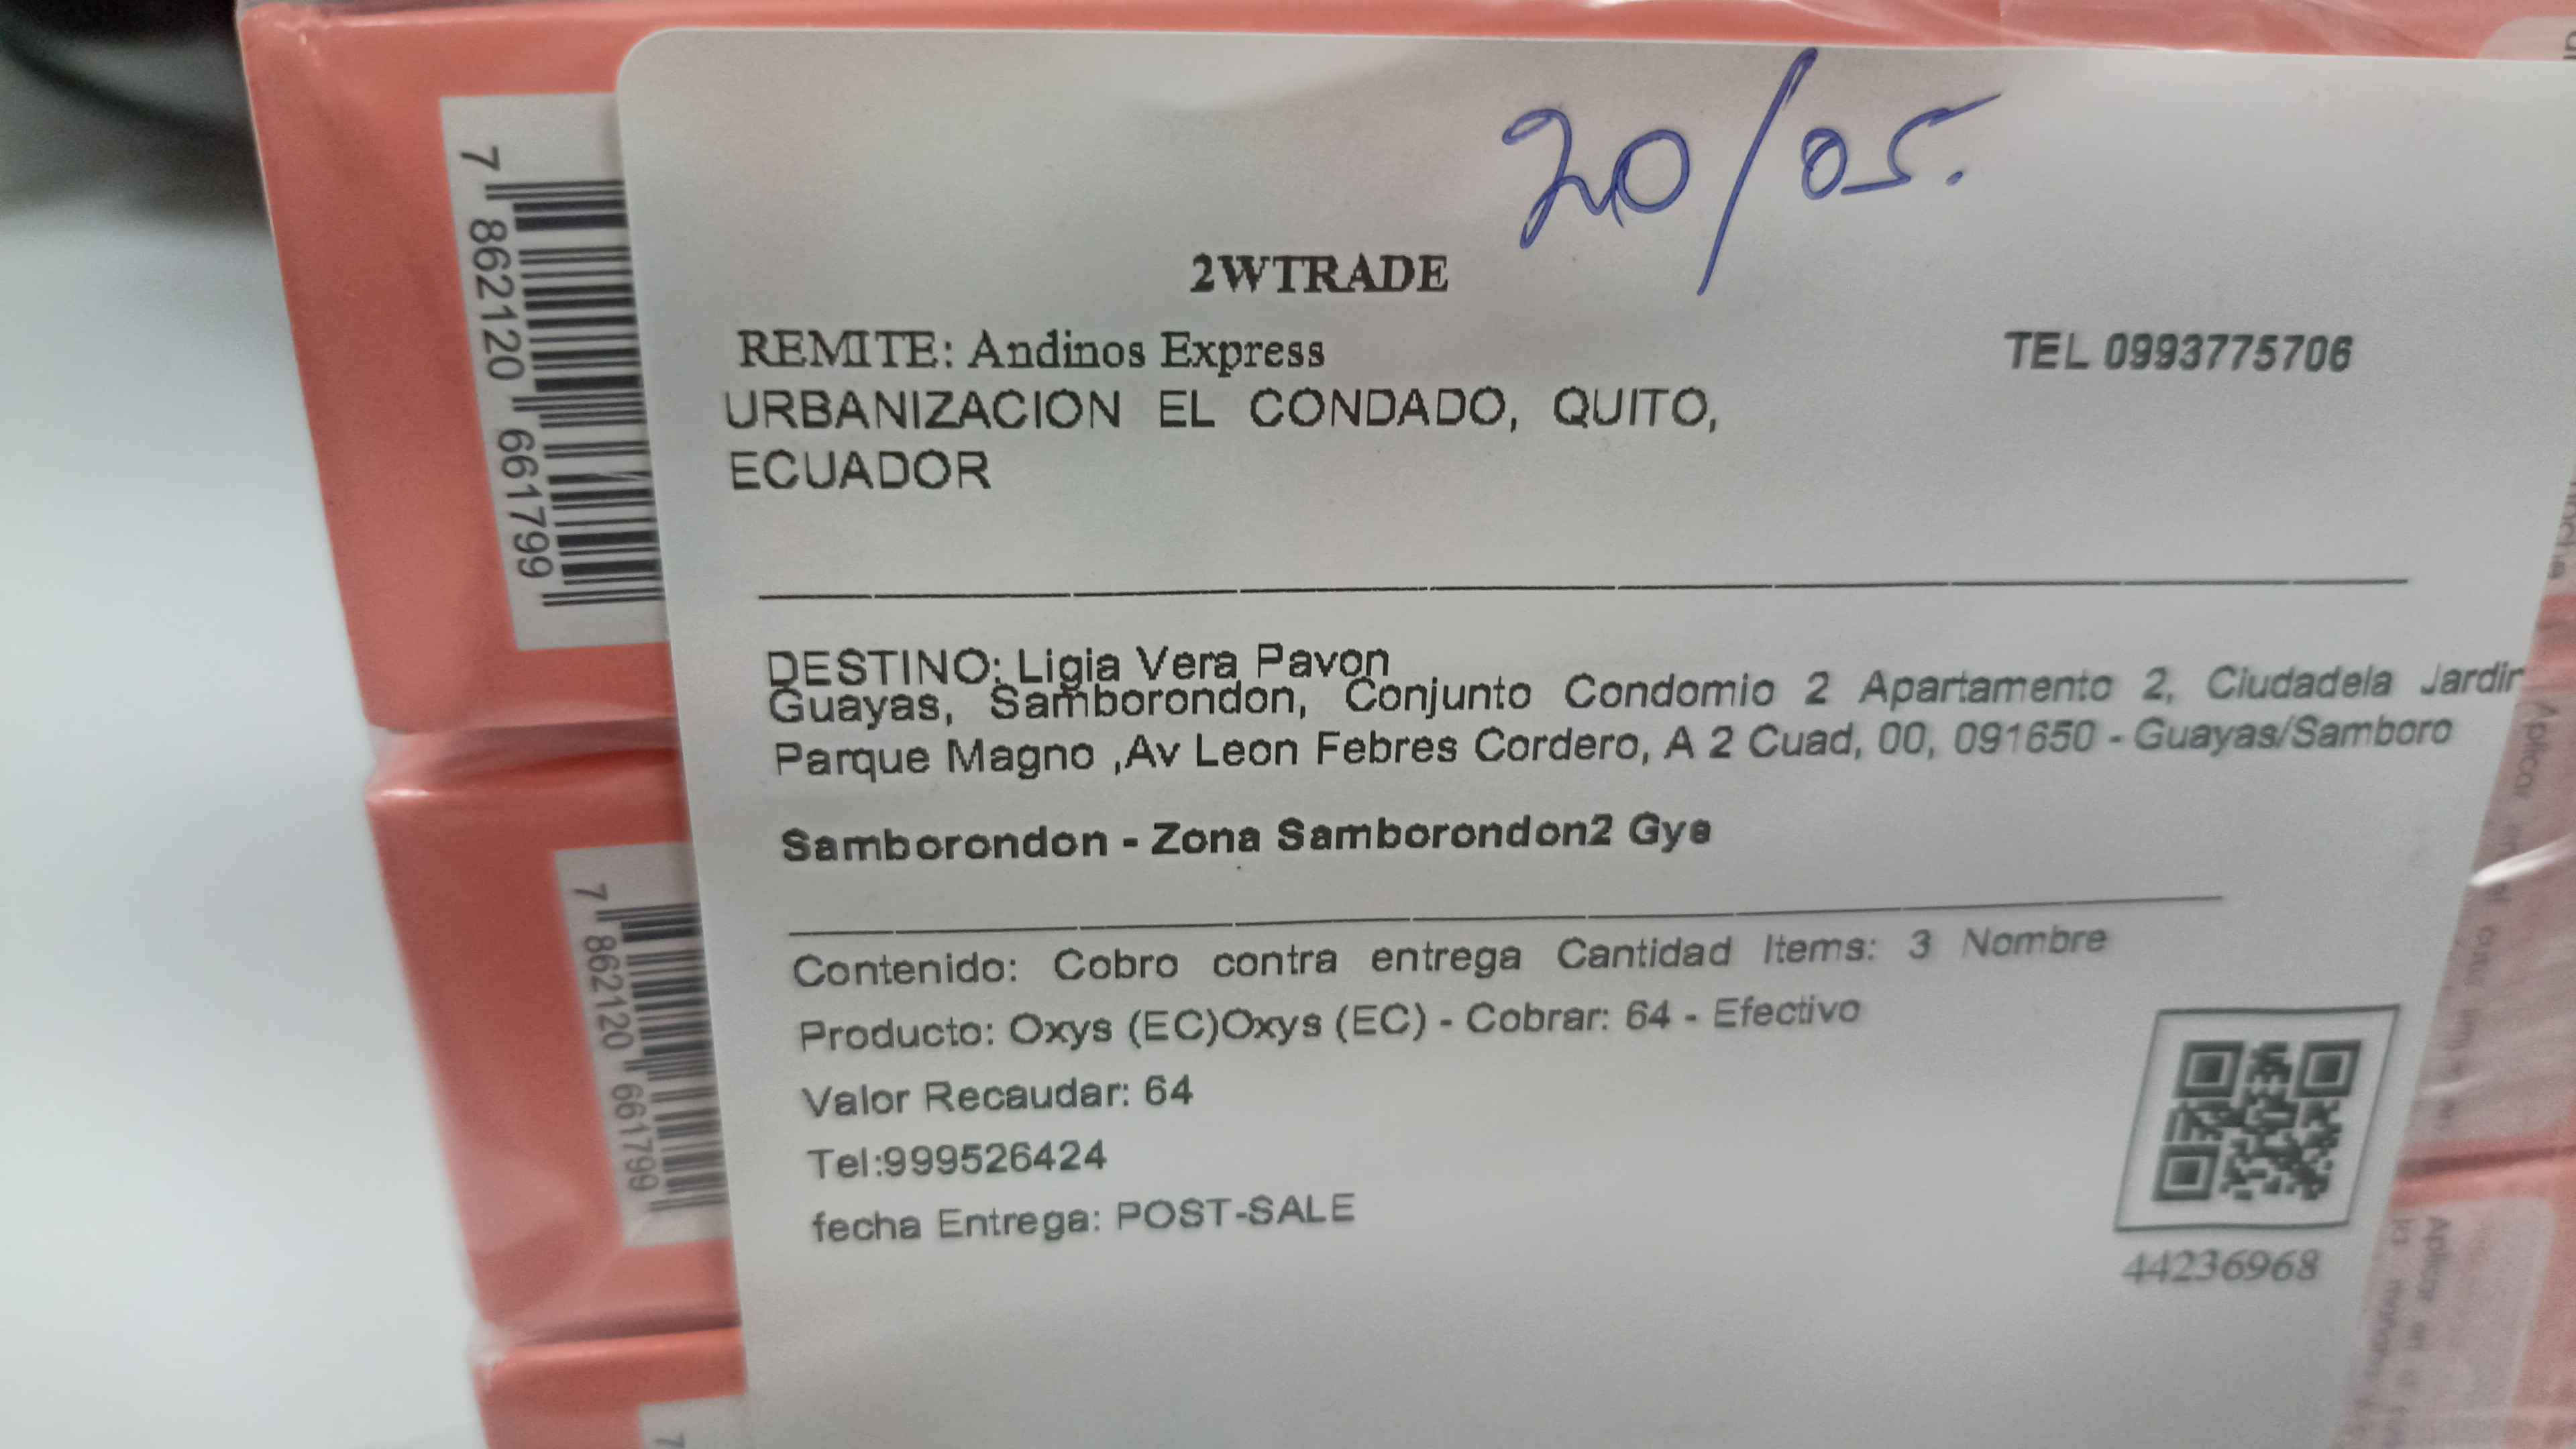 20/05.
2WTRADE
REMITE: Andinos Express
TEL 0993775706
URBANIZACION EL CONDADO, QUITO,
ECUADOR
DESTINO: Ligia Vera Pavon
Guayas, Samborondon, Conjunto Condomio 2 Apartamento 2, Ciudadela Jardin
Parque Magno ,Av Leon Febres Cordero, A 2 Cuad, 00, 091650 - Guayas/Samboro
Samborondon - Zona Samborondon2 Gye
Contenido: Cobro contra entrega Cantidad Items: 3 Nombre
Producto: Oxys (EC)Oxys (EC) - Cobrar: 64 - Efectivo
Valor Recaudar: 64
Tel:999526424
fecha Entrega: POST-SALE
44236968
7 862120 661799
7 862120 661799
7